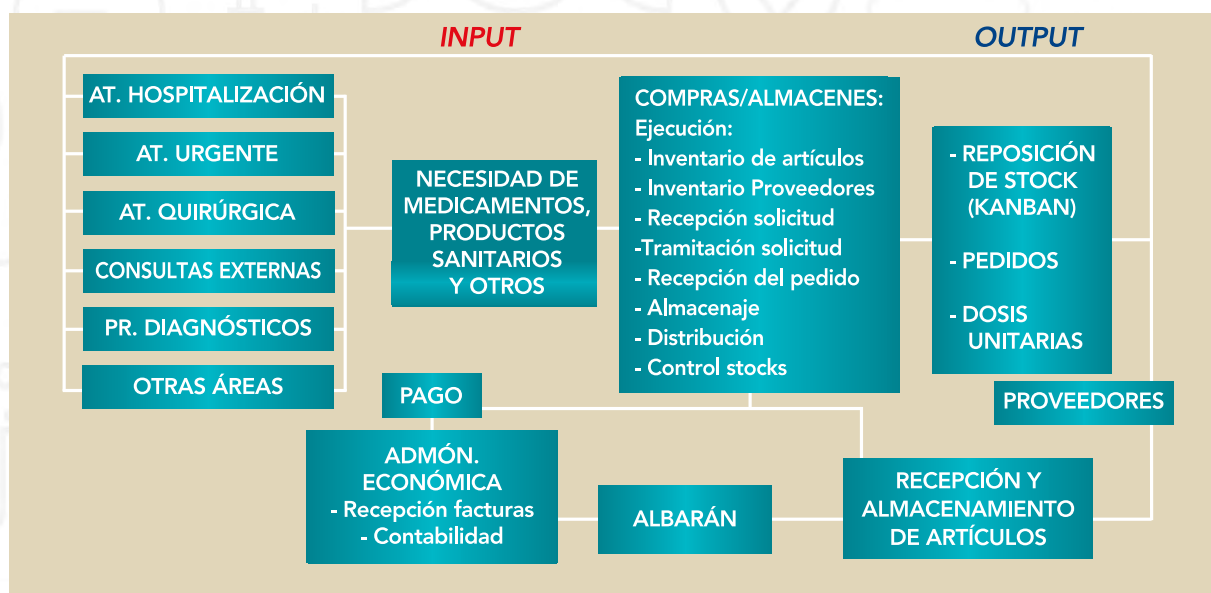 INPUT
OUTPUT
AT. HOSPITALIZACIÓN
AT. URGENTE
AT. QUIRÚRGICA
CONSULTAS EXTERNAS
PR. DIAGNÓSTICOS
OTRAS ÁREAS
NECESIDAD DE
MEDICAMENTOS,
PRODUCTOS
SANITARIOS
Y OTROS
COMPRAS/ALMACENES:
Ejecución:
- Inventario de artículos
- Inventario Proveedores
- Recepción solicitud
-Tramitación solicitud
- Recepción del pedido
- Almacenaje
- Distribución
- Control stocks
- REPOSICIÓN
DE STOCK
(KANBAN)
- PEDIDOS
- DOSIS
UNITARIAS
PROVEEDORES
PAGO
ADMÓN.
ECONÓMICA
- Recepción facturas
- Contabilidad
ALBARÁN
RECEPCIÓN Y
ALMACENAMIENTO
DE ARTÍCULOS